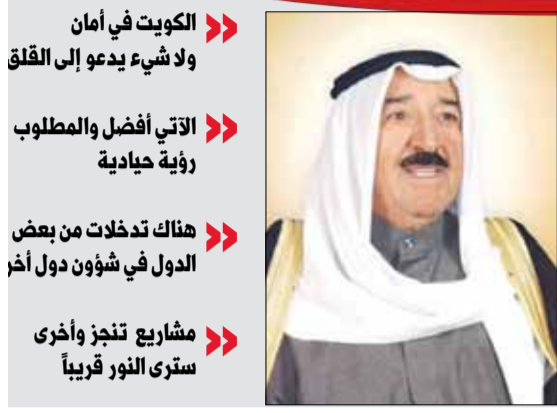 الكويت في أمان
ولا شيء يدعو إلى القلق
الآتي أفضل والمطلوب
رؤية حيادية
هناك تدخلات من بعض
الدول في شؤون دول أخر
مشاريع تنجز وأخرى
سترى النور قريباً